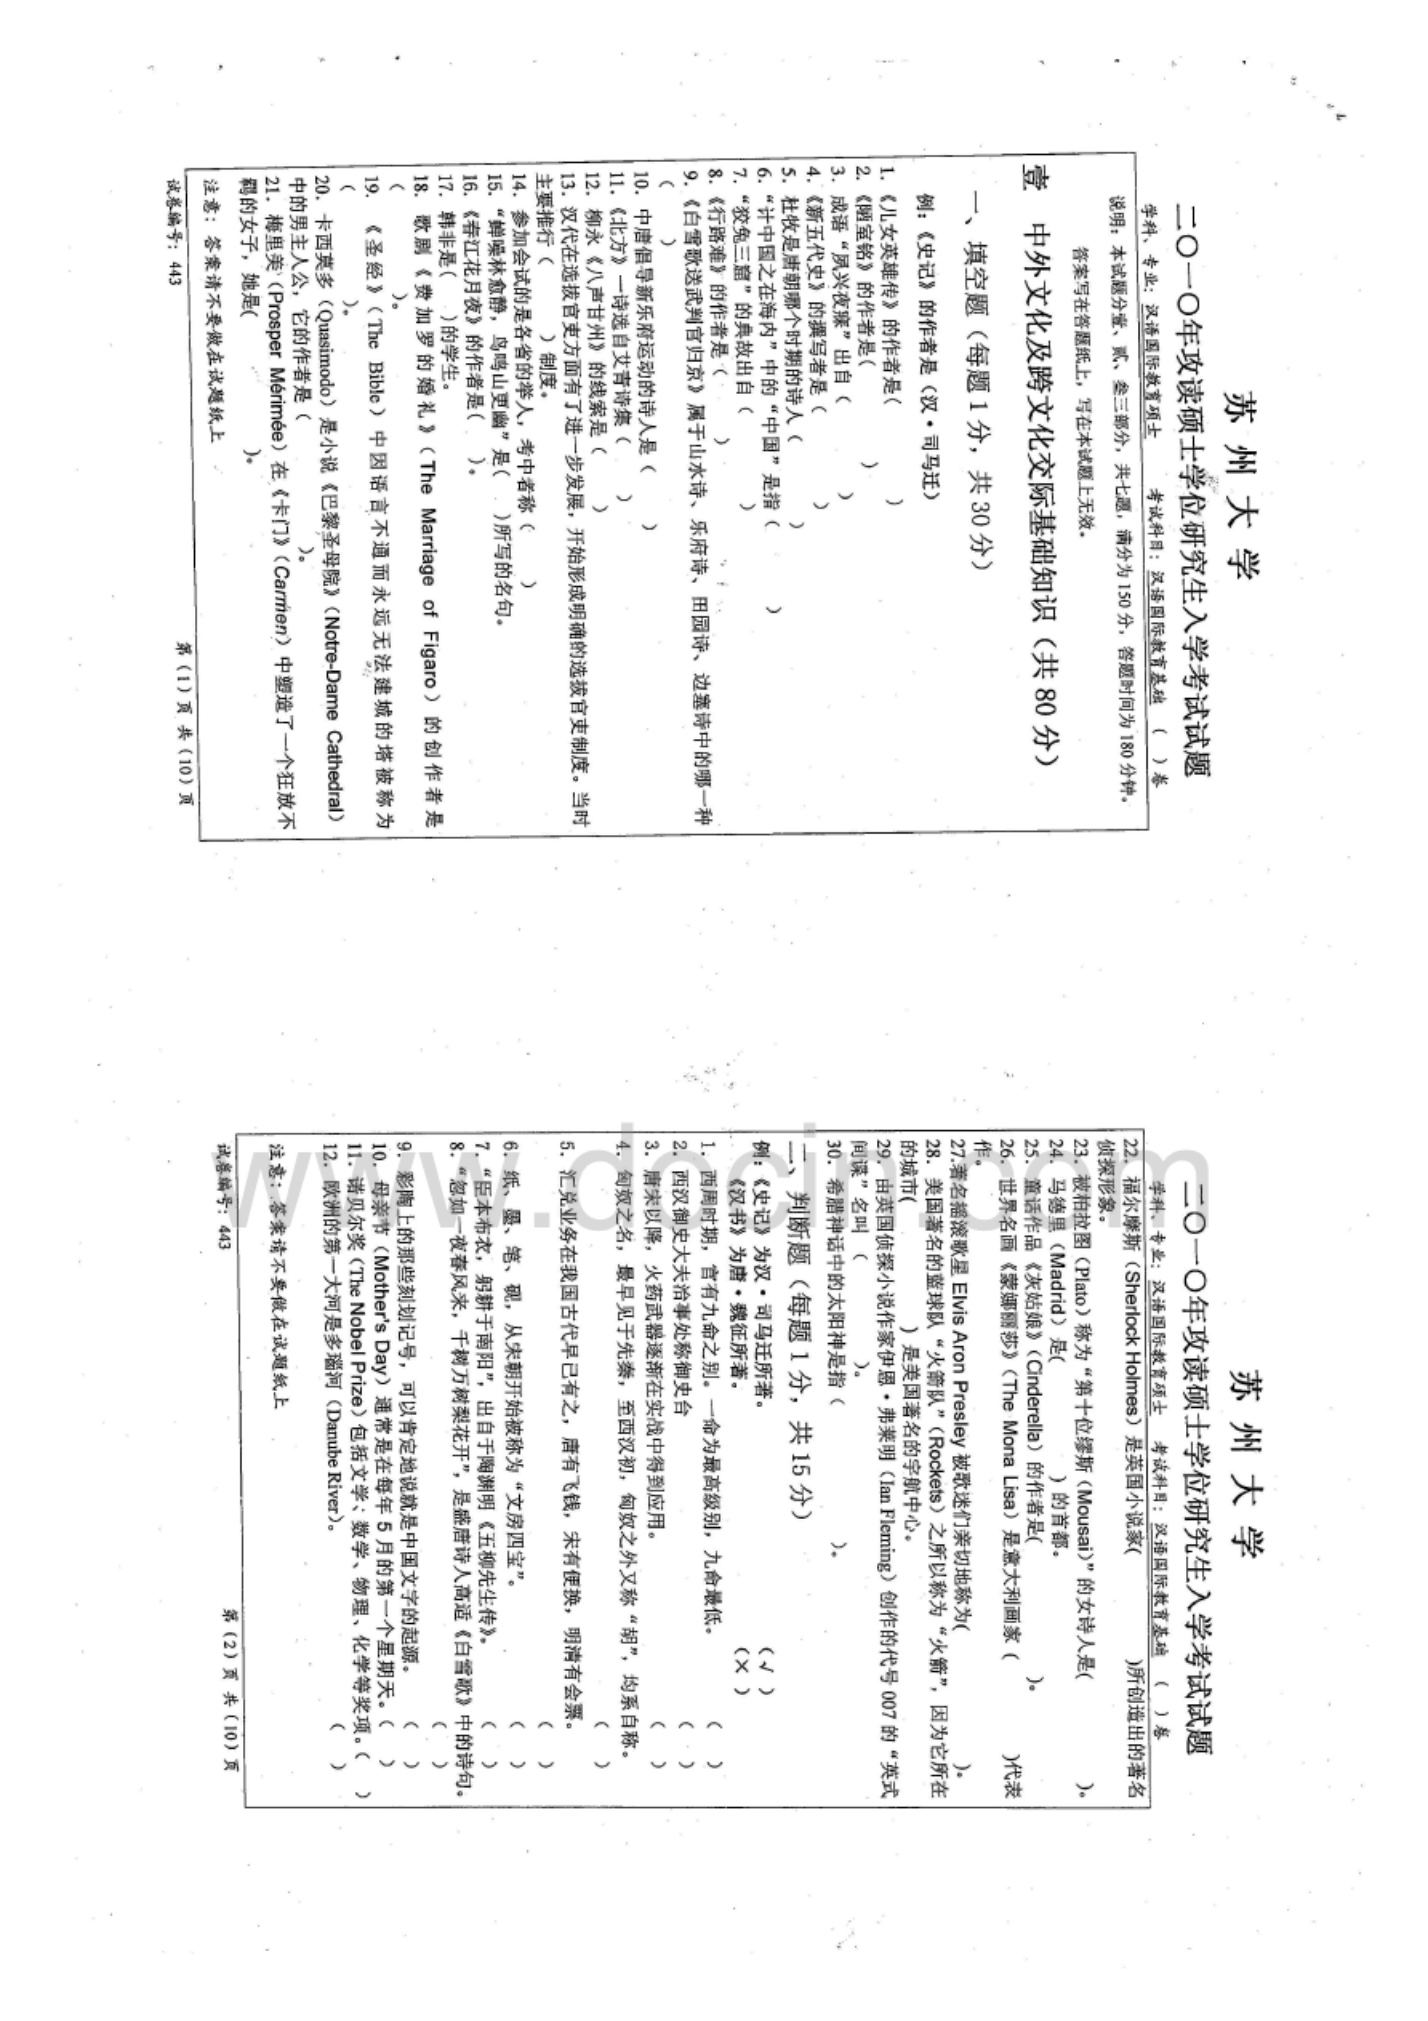 苏州大学
二〇一〇年攻读硕士学位研究生入学考试试题
学科、专业：汉语国际教育硕士 考试科目：汉语国际教育基础 （ ）卷
说明：本试题分壹、贰、叁三部分，共七题，满分为150分，答题时间为180分钟。
答案写在答题纸上，写在本试题上无效。
壹 中外文化及跨文化交际基础知识（共80分）
一、填空题（每题1分，共30分）
例：《史记》的作者是（汉·司马迁）
1.《儿女英雄传》的作者是（ ）
2.《陋室铭》的作者是（ ）
3. 成语“夙兴夜寐”出自（ ）
4.《新五代史》的撰写者是（ ）
5. 杜牧是唐朝哪个时期的诗人（ ）
6. “计中国之在海内”中的“中国”是指（ ）
7. “狡兔三窟”的典故出自（ ）
8.《行路难》的作者是（ ）
9.《白雪歌送武判官归京》属于山水诗、乐府诗、田园诗、边塞诗中的哪一种
（ ）
10. 中唐倡导新乐府运动的诗人是（ ）
11.《北方》一诗选自艾青诗集（ ）
12. 柳永《八声甘州》的线索是（ ）
13. 汉代在选拔官吏方面有了进一步发展，开始形成明确的选拔官吏制度。当时
主要推行（ ）制度。
14. 参加会试的是各省的举人，考中者称（ ）
15. “蝉噪林愈静，鸟鸣山更幽”是（ ）所写的名句。
16.《春江花月夜》的作者是（ ）。
17. 韩非是（ ）的学生。
18. 歌剧《费加罗的婚礼》（The Marriage of Figaro）的创作者是
（ ）。
19. 《圣经》（The Bible）中因语言不通而永远无法建城的塔被称为
（ ）。
20. 卡西莫多（Quasimodo）是小说《巴黎圣母院》（Notre-Dame Cathedral）
中的男主人公，它的作者是（ ）。
21. 梅里美（Prosper Mérimée）在《卡门》（Carmen）中塑造了一个狂放不
羁的女子，她是（ ）。
注意：答案请不要做在试题纸上
试卷编号：443 第（1）页 共（10）页
苏州大学
二〇一〇年攻读硕士学位研究生入学考试试题
学科、专业：汉语国际教育硕士 考试科目：汉语国际教育基础 （ ）卷
22. 福尔摩斯（Sherlock Holmes）是英国小说家（ ）所创造出的著名
侦探形象。
23. 被柏拉图（Plato）称为“第十位缪斯（Mousai）”的女诗人是（ ）。
24. 马德里（Madrid）是（ ）的首都。
25. 童话作品《灰姑娘》（Cinderella）的作者是（ ）。
26. 世界名画《蒙娜丽莎》（The Mona Lisa）是意大利画家（ ）代表
作。
27.著名摇滚歌星 Elvis Aron Presley 被歌迷们亲切地称为（ ）。
28. 美国著名的篮球队“火箭队”（Rockets）之所以称为“火箭”，因为它所在
的城市（ ）是美国著名的宇航中心。
29. 由英国侦探小说作家伊恩·弗莱明（Ian Fleming）创作的代号 007 的“英式
间谍”名叫（ ）。
30. 希腊神话中的太阳神是指（ ）。
二、判断题（每题1分，共15分）
例：《史记》为汉·司马迁所著。 （√）
《汉书》为唐·魏征所著。 （×）
1. 西周时期，官有九命之别。一命为最高级别，九命最低。 （ ）
2. 西汉御史大夫治事处称御史台 （ ）
3. 唐宋以降，火药武器逐渐在实战中得到应用。 （ ）
4. 匈奴之名，最早见于先秦，至西汉初，匈奴之外又称“胡”，均系自称。
（ ）
5. 汇兑业务在我国古代早已有之，唐有飞钱，宋有便换，明清有会票。
（ ）
6. 纸、墨、笔、砚，从宋朝开始被称为“文房四宝”。 （ ）
7. “臣本布衣，躬耕于南阳”，出自于陶渊明《五柳先生传》。 （ ）
8. “忽如一夜春风来，千树万树梨花开”，是盛唐诗人高适《白雪歌》中的诗句。
（ ）
9. 彩陶上的那些刻划记号，可以肯定地说就是中国文字的起源。 （ ）
10. 母亲节（Mother's Day）通常是在每年 5 月的第一个星期天。（ ）
11. 诺贝尔奖（The Nobel Prize）包括文学、数学、物理、化学等奖项。（ ）
12. 欧洲的第一大河是多瑙河（Danube River）。 （ ）
注意：答案请不要做在试题纸上
试卷编号：443 第（2）页 共（10）页
www.docin.com